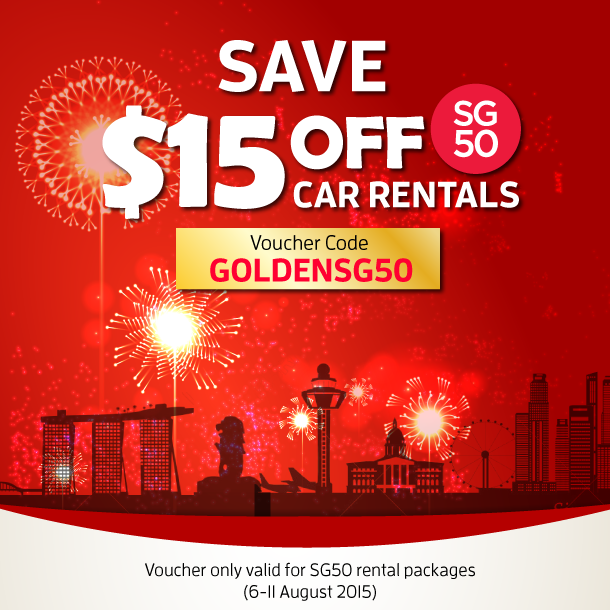 SAVE
$15 OFF
CAR RENTALS
SG
50
Voucher Code
GOLDENSG50
Voucher only valid for SG50 rental packages
(6-11 August 2015)